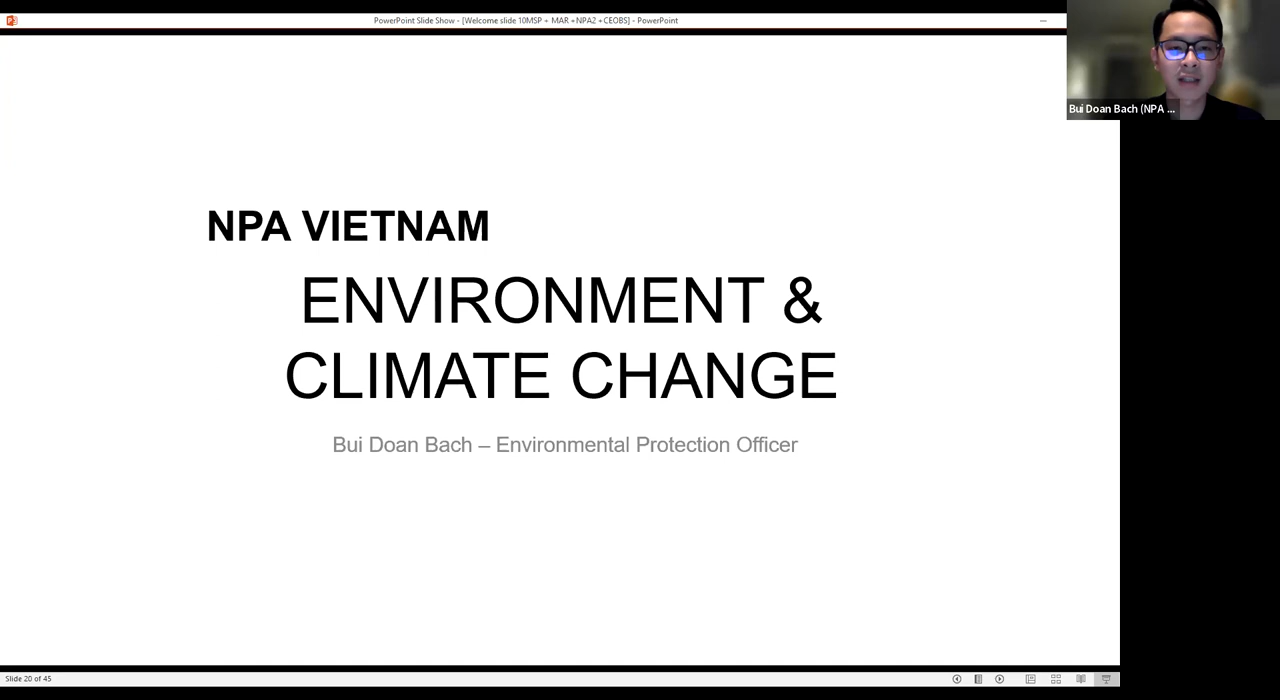 PowerPoint Slide Show - [Welcome slide 10MSP + MAR +NPA2 +CEOBS] - PowerPoint
Bui Doan Bach (NPA ...
NPA VIETNAM
ENVIRONMENT &
CLIMATE CHANGE
Bui Doan Bach – Environmental Protection Officer
Slide 20 of 45